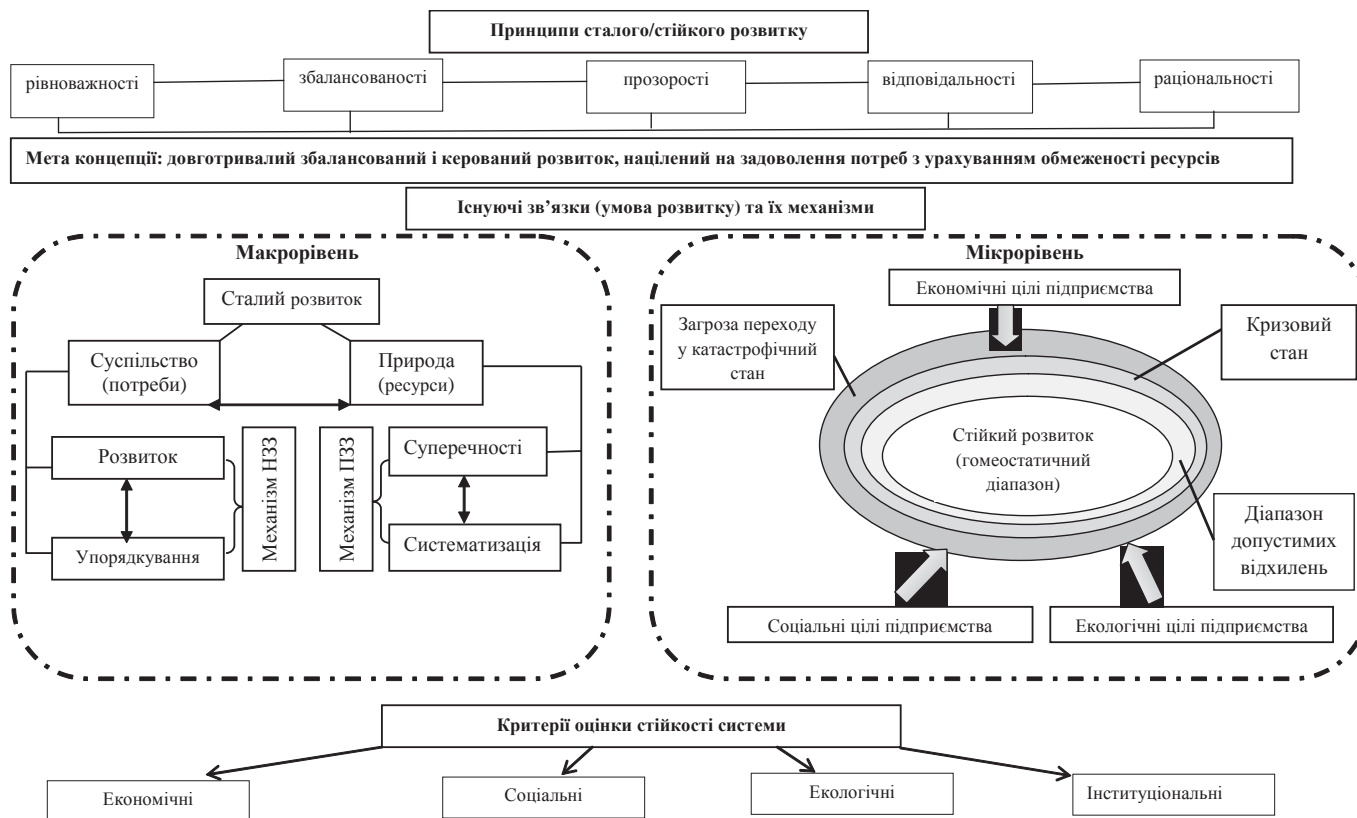 Принципи сталого/стійкого розвитку
рівноважності
збалансованості
прозорості
відповідальності
раціональності
Мета концепції: довготривалий збалансований і керований розвиток, націлений на задоволення потреб з урахуванням обмеженості ресурсів
Існуючі зв’язки (умова розвитку) та їх механізми
Макрорівень
Сталий розвиток
Суспільство
(потреби)
Природа
(ресурси)
Розвиток
Упорядкування
Механізм НЗЗ
Механізм ПЗЗ
Суперечності
Систематизація
Мікрорівень
Економічні цілі підприємства
Загроза переходу
у катастрофічний
стан
Кризовий
стан
Стійкий розвиток
(гомеостатичний
діапазон)
Діапазон
допустимих
відхилень
Соціальні цілі підприємства
Екологічні цілі підприємства
Критерії оцінки стійкості системи
Економічні
Соціальні
Екологічні
Інституціональні